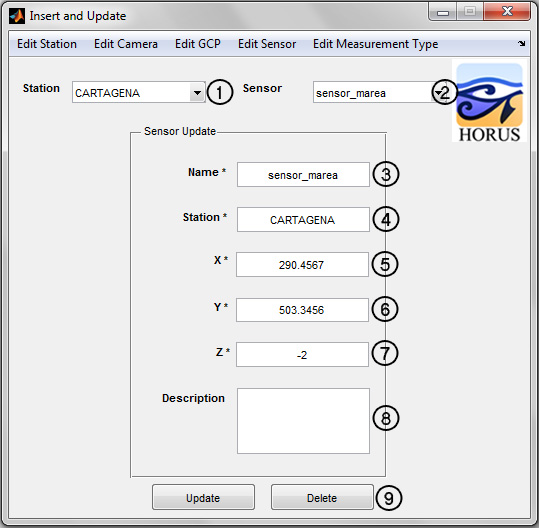 Insert and Update
Edit Station Edit Camera Edit GCP Edit Sensor Edit Measurement Type
Station CARTAGENA 1 Sensor sensor_marea 2
HORUS
Sensor Update
Name * sensor_marea 3
Station * CARTAGENA 4
X * 290.4567 5
Y * 503.3456 6
Z * -2 7
Description 8
Update Delete 9